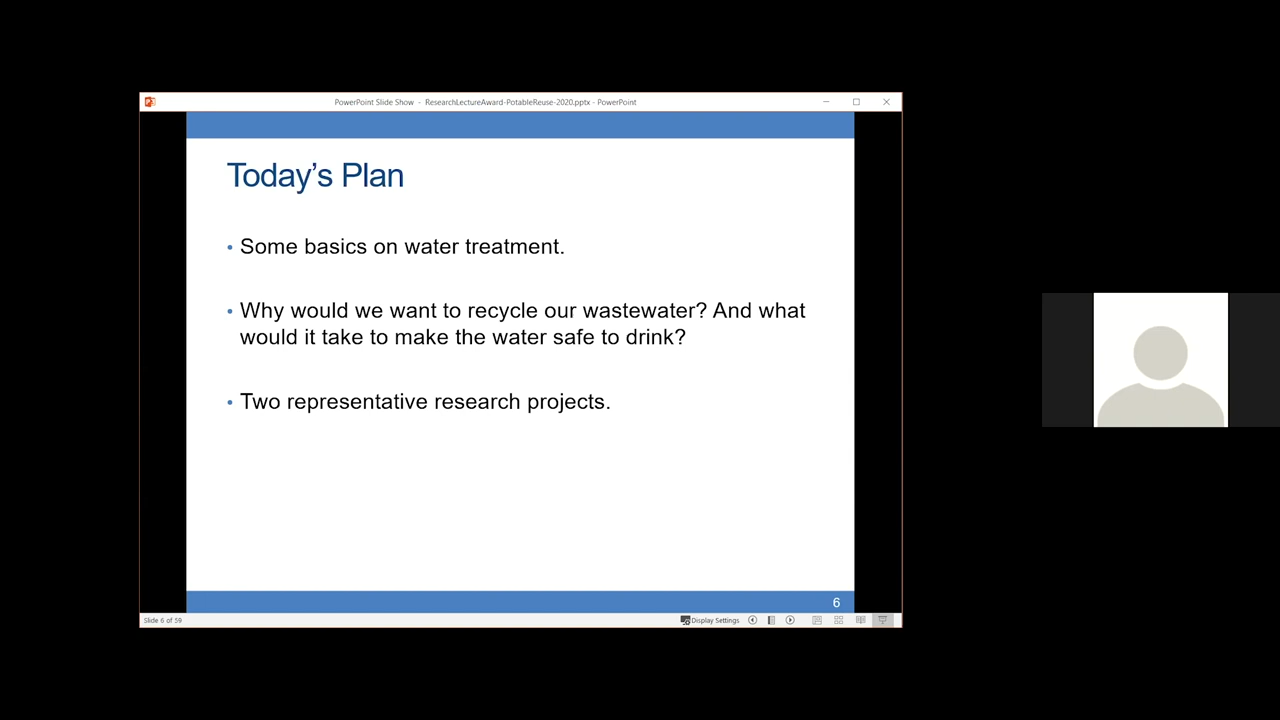 PowerPoint Slide Show - ResearchLectureAward-PotableReuse-2020.pptx - PowerPoint
Today's Plan
• Some basics on water treatment.
• Why would we want to recycle our wastewater? And what
would it take to make the water safe to drink?
• Two representative research projects.
6
Slide 6 of 59
Display Settings